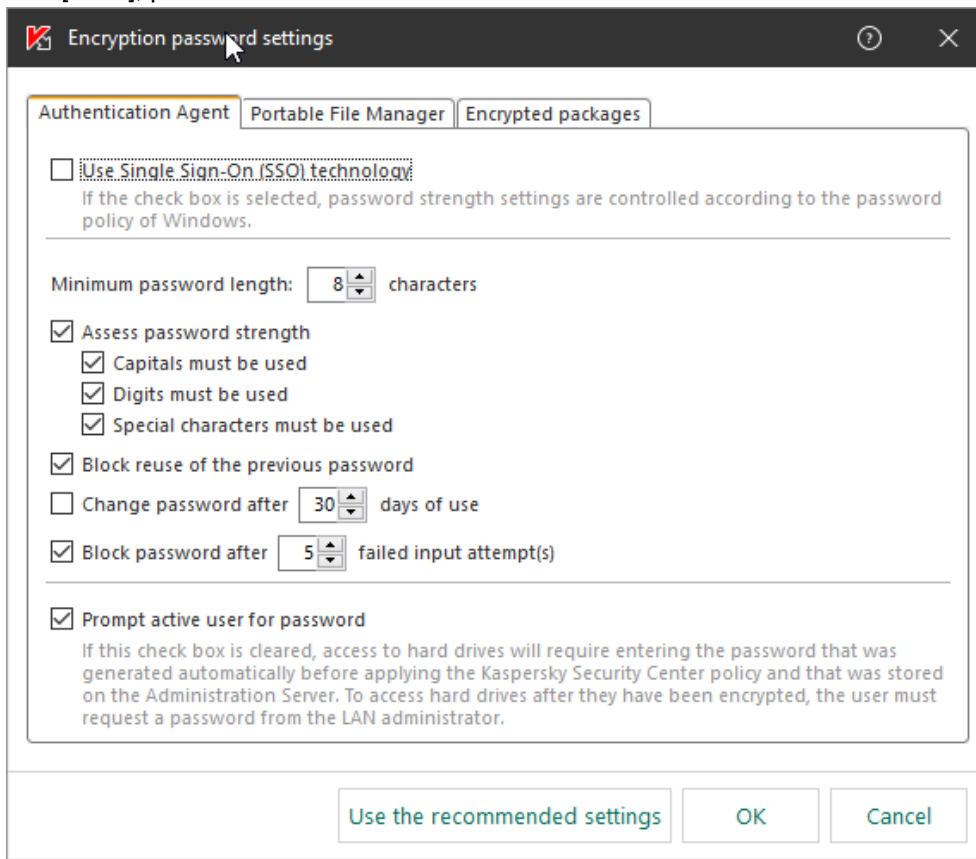 Encryption password settings
Authentication Agent Portable File Manager Encrypted packages
Use Single Sign-On (SSO) technology
If the check box is selected, password strength settings are controlled according to the password
policy of Windows.
Minimum password length: 8 characters
Assess password strength
Capitals must be used
Digits must be used
Special characters must be used
Block reuse of the previous password
Change password after 30 days of use
Block password after 5 failed input attempt(s)
Prompt active user for password
If this check box is cleared, access to hard drives will require entering the password that was
generated automatically before applying the Kaspersky Security Center policy and that was stored
on the Administration Server. To access hard drives after they have been encrypted, the user must
request a password from the LAN administrator.
Use the recommended settings OK Cancel